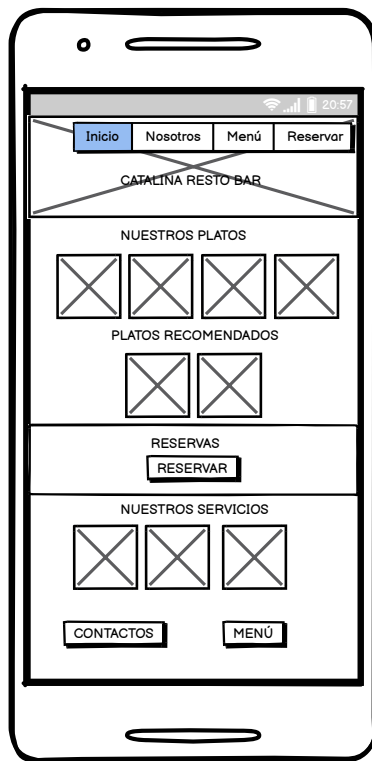 20:57
Inicio Nosotros Menú Reservar
CATALINA RESTO BAR
NUESTROS PLATOS
PLATOS RECOMENDADOS
RESERVAS
RESERVAR
NUESTROS SERVICIOS
CONTACTOS MENÚ